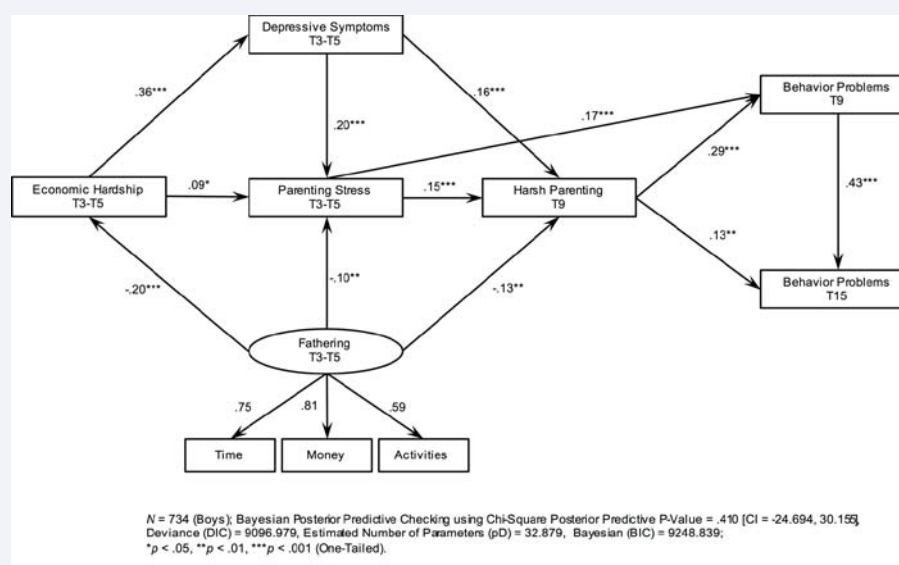 Depressive Symptoms
T3-T5
.36***
.16***
Behavior Problems
T9
.20***
.17***
.29***
Economic Hardship
T3-T5
.09*
Parenting Stress
T3-T5
.15***
Harsh Parenting
T9
.43***
.13**
-.20***
-.10**
-.13**
Behavior Problems
T15
Fathering
T3-T5
.75
.81
.59
Time
Money
Activities
N = 734 (Boys); Bayesian Posterior Predictive Checking using Chi-Square Posterior Predictive P-Value = .410 [CI = -24.694, 30.155],
Deviance (DIC) = 9096.979, Estimated Number of Parameters (pD) = 32.879, Bayesian (BIC) = 9248.839;
*p < .05, **p < .01, ***p < .001 (One-Tailed).